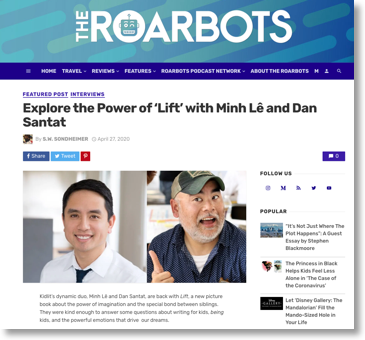 THE ROARBOTS
HOME TRAVEL REVIEWS FEATURES ROARBOTS PODCAST NETWORK ABOUT THE ROARBOTS M
FEATURED POST INTERVIEWS
Explore the Power of ‘Lift’ with Minh Lê and Dan
Santat
By S.W. SONDHEIMER April 27, 2020
Share Tweet 0
FOLLOW US
POPULAR
"It's Not Just Where The
Plot Happens": A Guest
Essay by Stephen
Blackmoore
The Princess in Black
Helps Kids Feel Less
Alone in 'The Case of
the Coronavirus'
Let 'Disney Gallery: The
Mandalorian' Fill the
Mando-Sized Hole in
Your Life
Kidlit's dynamic duo, Minh Lê and Dan Santat, are back with Lift, a new picture
book about the power of imagination and the special bond between siblings.
They were kind enough to answer some questions about writing for kids, being
kids, and the powerful emotions that drive our dreams.